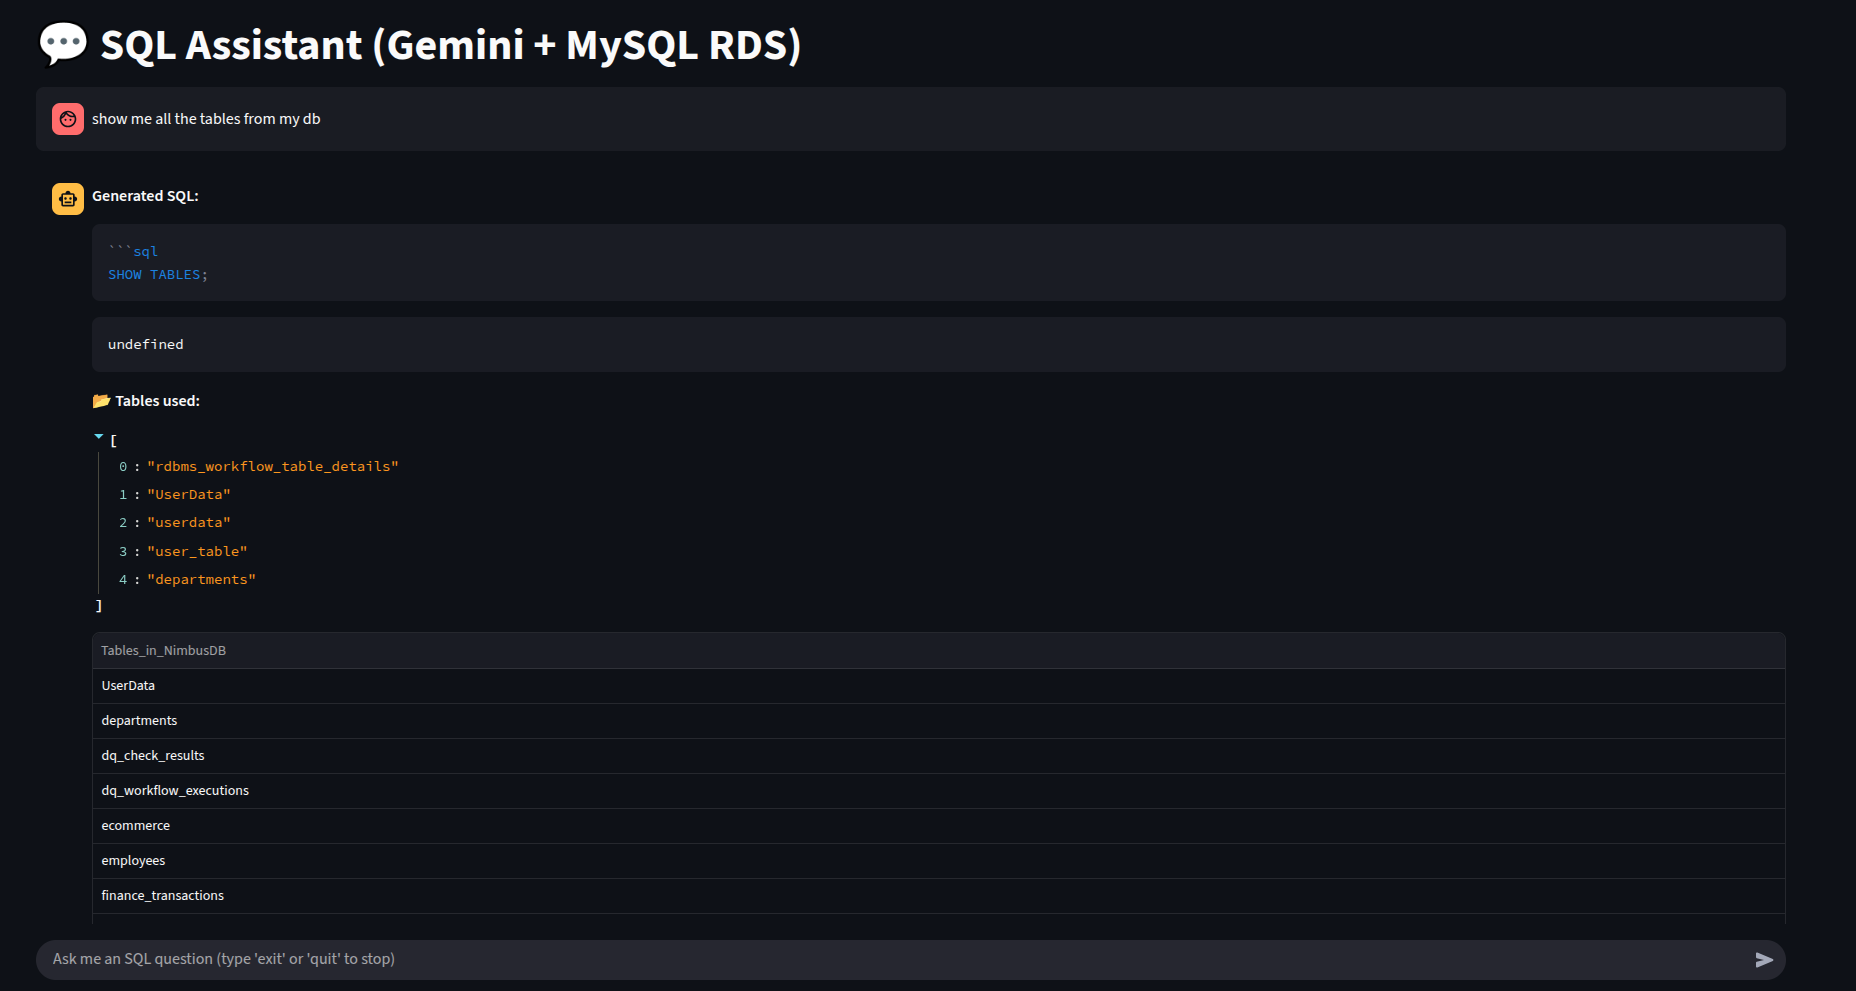 💬 SQL Assistant (Gemini + MySQL RDS)
show me all the tables from my db
Generated SQL:
```sql
SHOW TABLES;
undefined
📂 Tables used:
[
0 : "rdbms_workflow_table_details"
1 : "UserData"
2 : "userdata"
3 : "user_table"
4 : "departments"
]
Tables_in_NimbusDB
UserData
departments
dq_check_results
dq_workflow_executions
ecommerce
employees
finance_transactions
Ask me an SQL question (type 'exit' or 'quit' to stop)